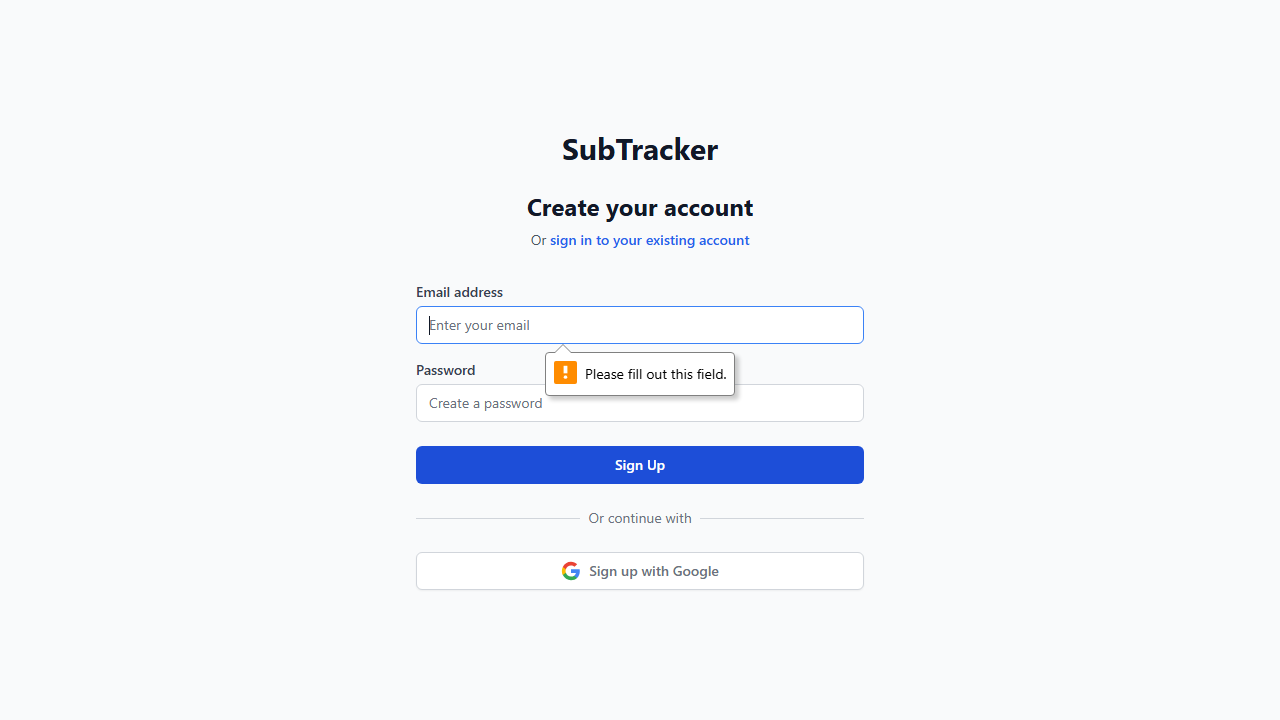 SubTracker
Create your account
Or sign in to your existing account
Email address
Enter your email
Please fill out this field.
Password
Create a password
Sign Up
Or continue with
Sign up with Google